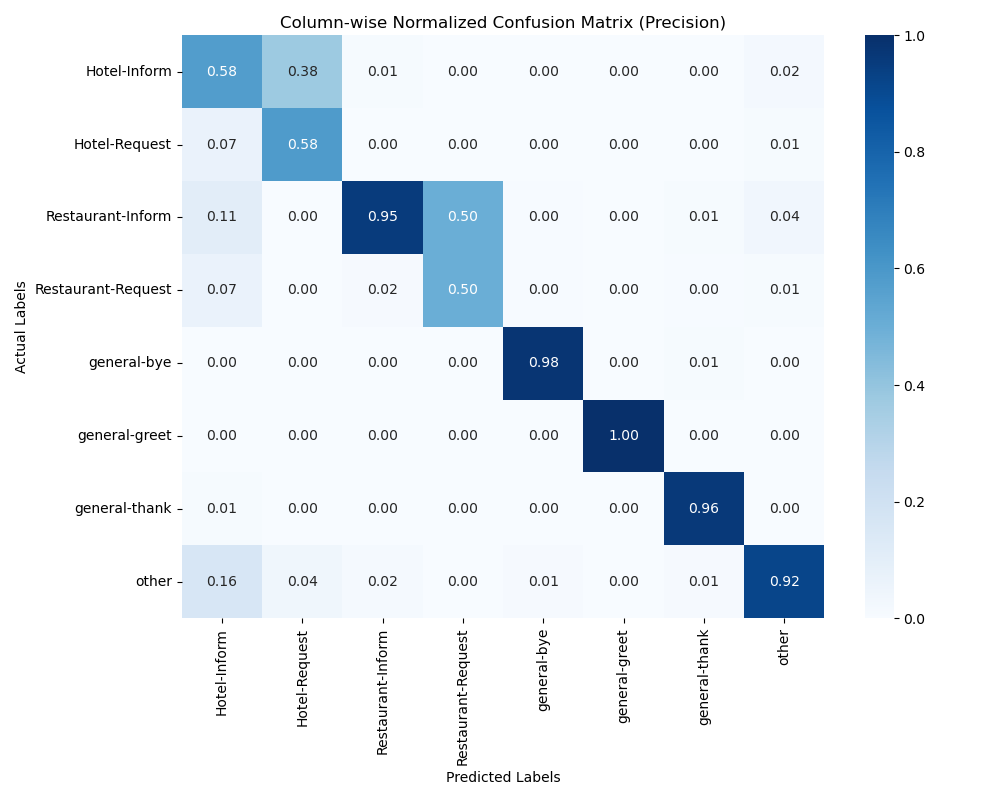 Column-wise Normalized Confusion Matrix (Precision)
Hotel-Inform 0.58 0.38 0.01 0.00 0.00 0.00 0.00 0.02
Hotel-Request 0.07 0.58 0.00 0.00 0.00 0.00 0.00 0.01
Restaurant-Inform 0.11 0.00 0.95 0.50 0.00 0.00 0.01 0.04
Restaurant-Request 0.07 0.00 0.02 0.50 0.00 0.00 0.00 0.01
general-bye 0.00 0.00 0.00 0.00 0.98 0.00 0.01 0.00
general-greet 0.00 0.00 0.00 0.00 0.00 1.00 0.00 0.00
general-thank 0.01 0.00 0.00 0.00 0.00 0.00 0.96 0.00
other 0.16 0.04 0.02 0.00 0.01 0.00 0.01 0.92
Actual Labels
Hotel-Inform
Hotel-Request
Restaurant-Inform
Restaurant-Request
general-bye
general-greet
general-thank
other
Predicted Labels
1.0
0.8
0.6
0.4
0.2
0.0